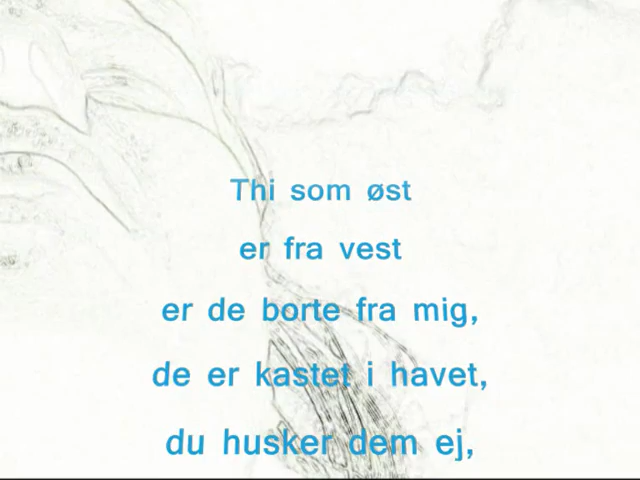 Thi som øst
er fra vest
er de borte fra mig,
de er kastet i havet,
du husker dem ej,